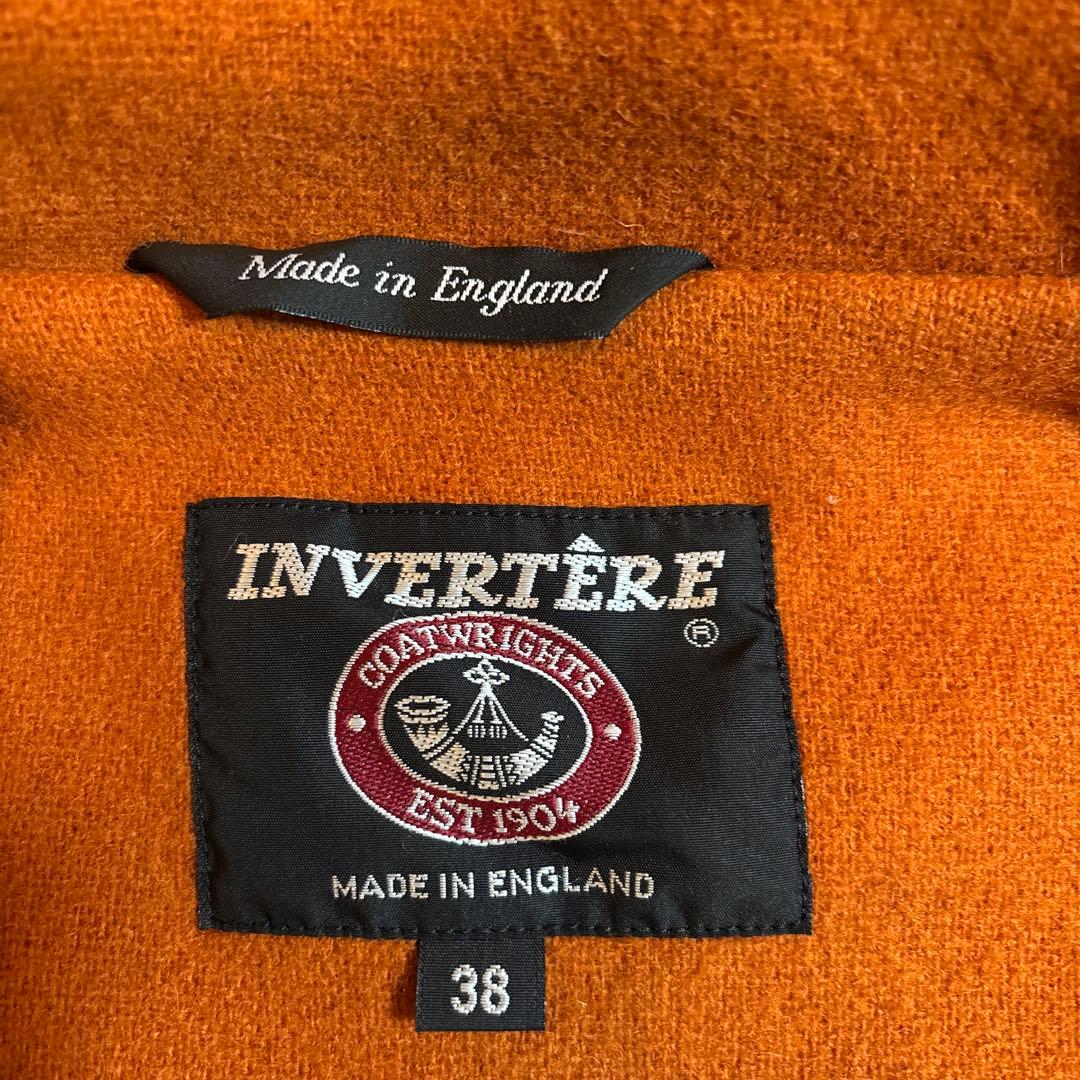 Made in England
INVERTÊRE
®
COATWRIGHTS
EST 1904
MADE IN ENGLAND
38